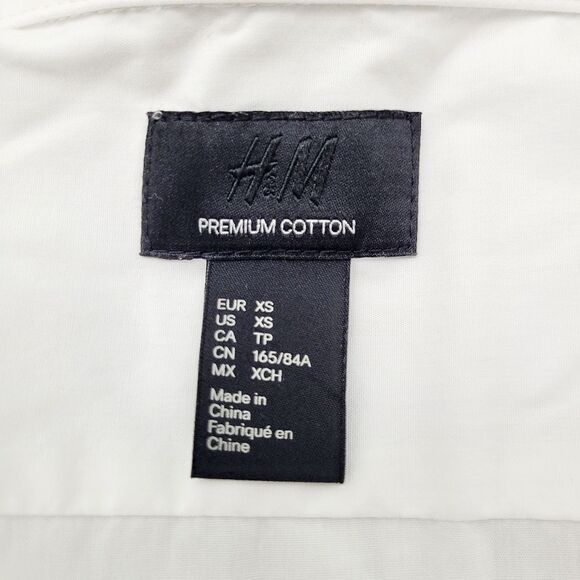 H&M
PREMIUM COTTON
EUR XS
US XS
CA TP
CN 165/84A
MX XCH
Made in
China
Fabriqué en
Chine